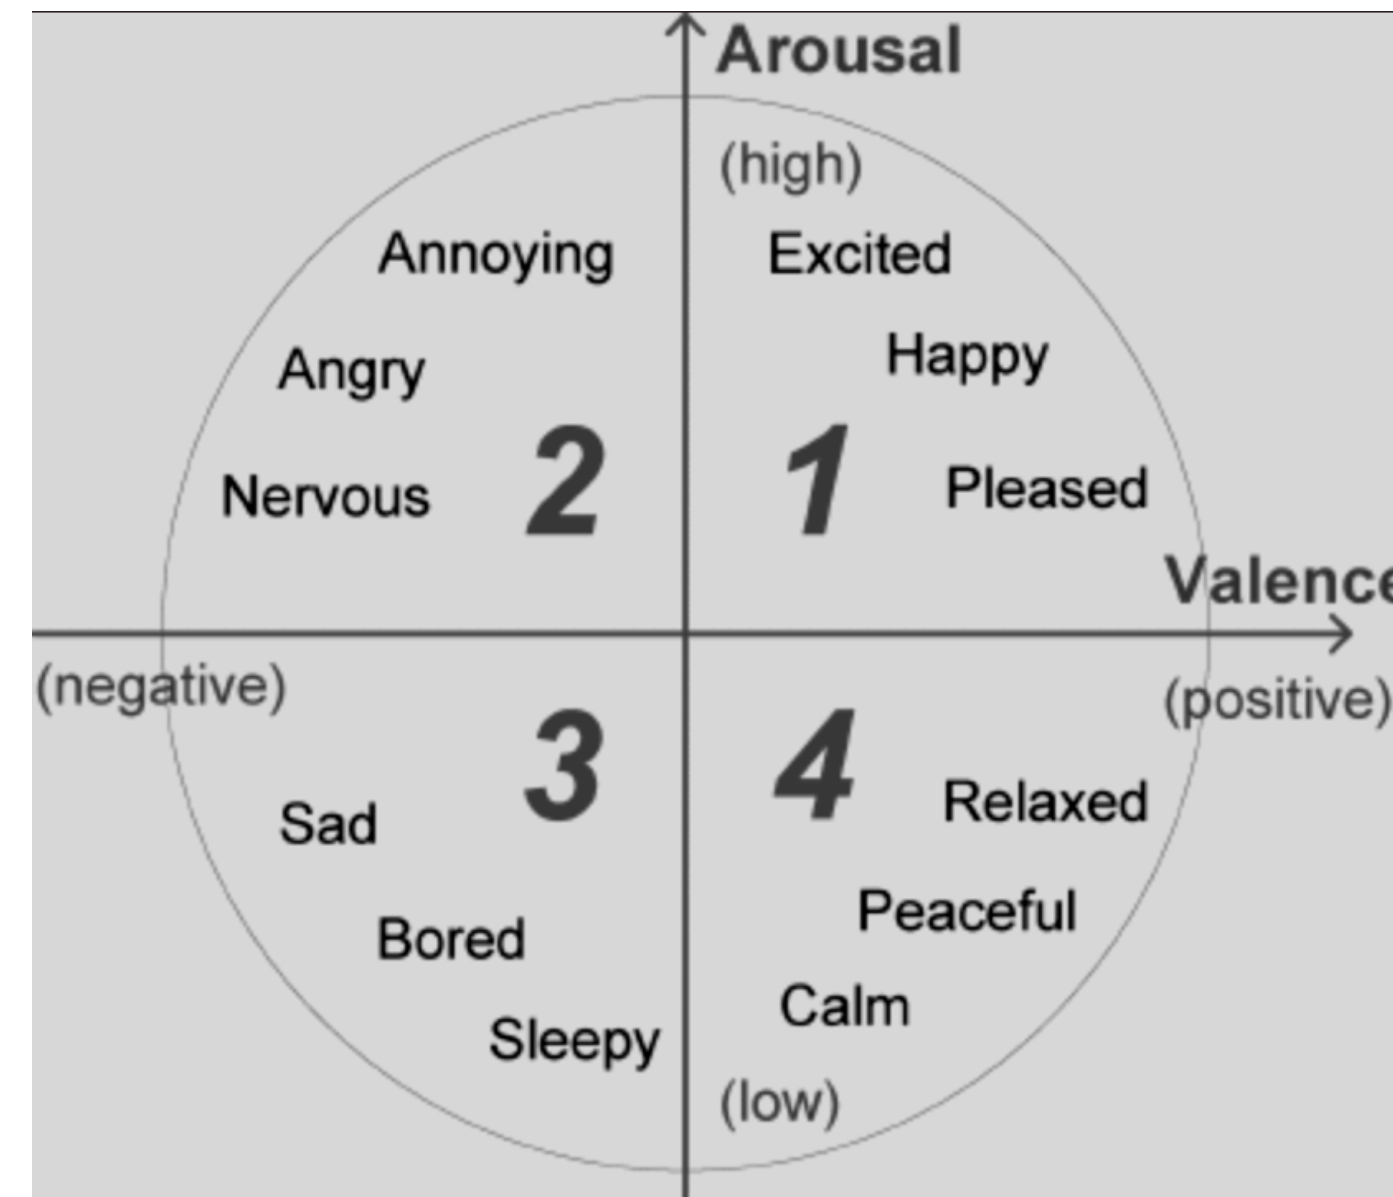 Arousal
(high)
Annoying
Excited
Angry
Happy
2
1
Nervous
Pleased
Valence
(negative)
(positive)
3
4
Sad
Relaxed
Bored
Peaceful
Sleepy
Calm
(low)